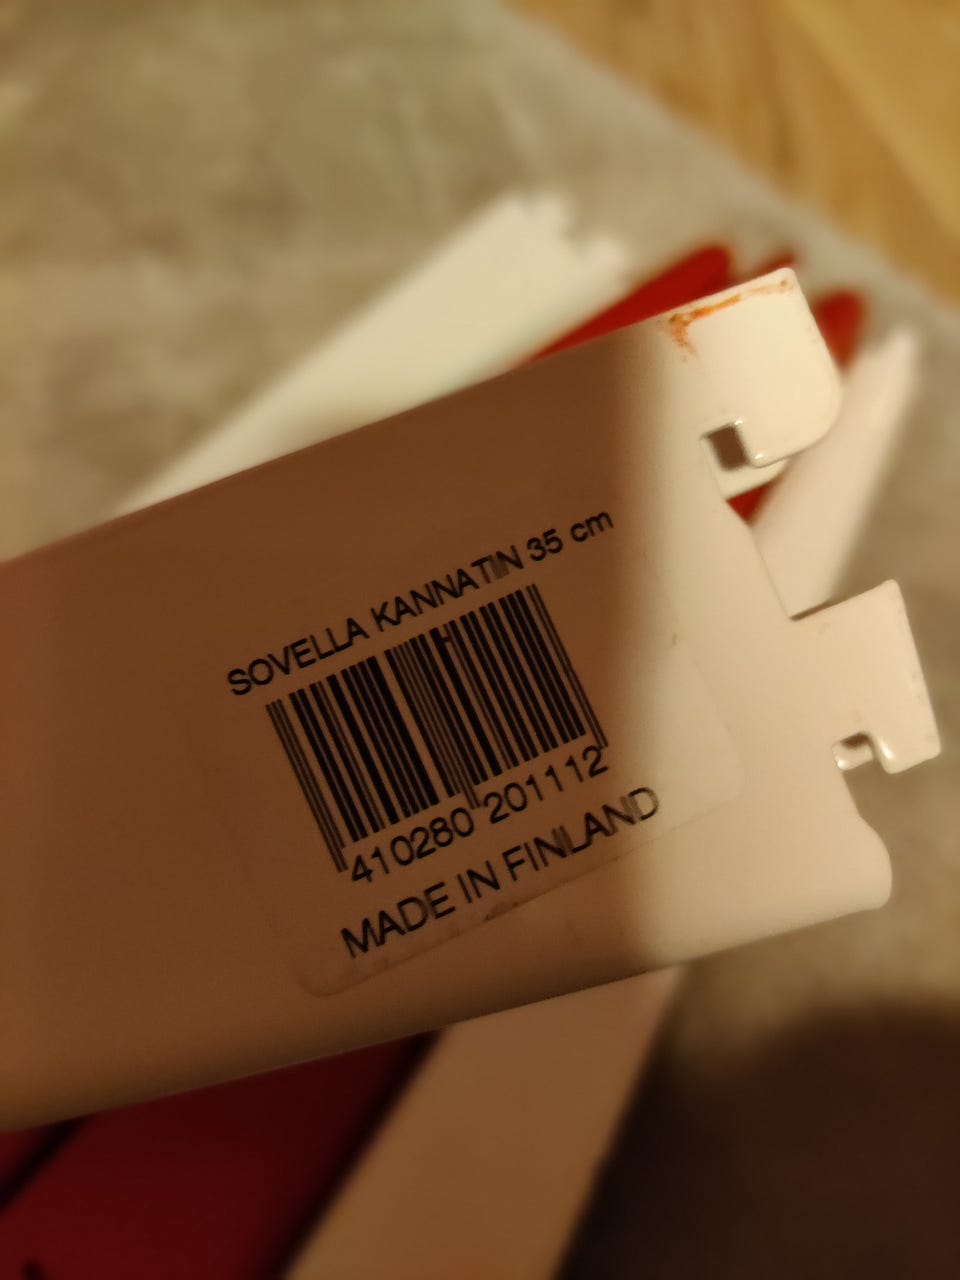 SOVELLA KANNATIN 35 cm
410280 201112
MADE IN FINLAND